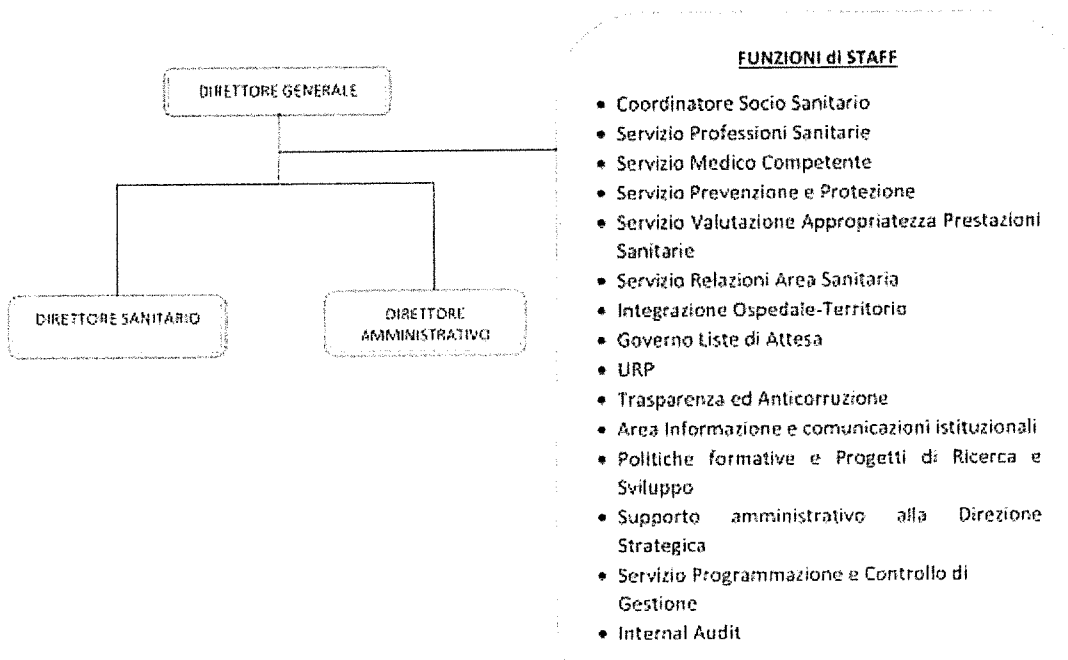 DIRETTORE GENERALE
DIRETTORE SANITARIO
DIRETTORE
AMMINISTRATIVO
FUNZIONI di STAFF
• Coordinatore Socio Sanitario
• Servizio Professioni Sanitarie
• Servizio Medico Competente
• Servizio Prevenzione e Protezione
• Servizio Valutazione Appropriatezza Prestazioni
Sanitarie
• Servizio Relazioni Area Sanitaria
• Integrazione Ospedale-Territorio
• Governo Liste di Attesa
• URP
• Trasparenza ed Anticorruzione
• Area Informazione e comunicazioni istituzionali
• Politiche formative e Progetti di Ricerca e
Sviluppo
• Supporto amministrativo alla Direzione
Strategica
• Servizio Programmazione e Controllo di
Gestione
• Internal Audit